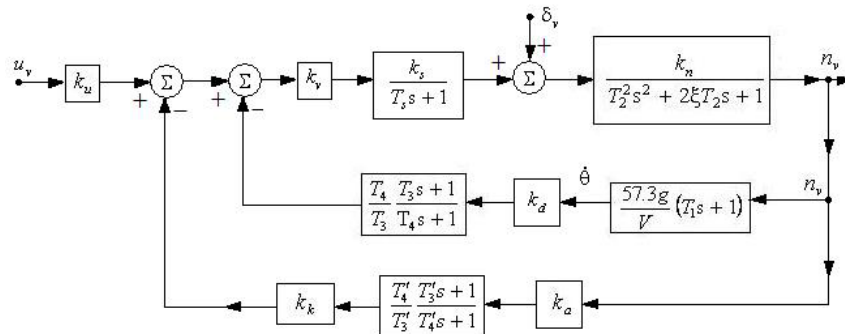 δ_v
u_v k_u + Σ − + Σ − k_v k_s / (T_s s + 1) + + Σ k_n / (T_2^2 s^2 + 2ξT_2 s + 1) n_v
T_4/T_3 (T_3 s + 1)/(T_4 s + 1) k_d θ̇ 57.3g/V (T_1 s + 1) n_v
k_k T′_4/T′_3 (T′_3 s + 1)/(T′_4 s + 1) k_a